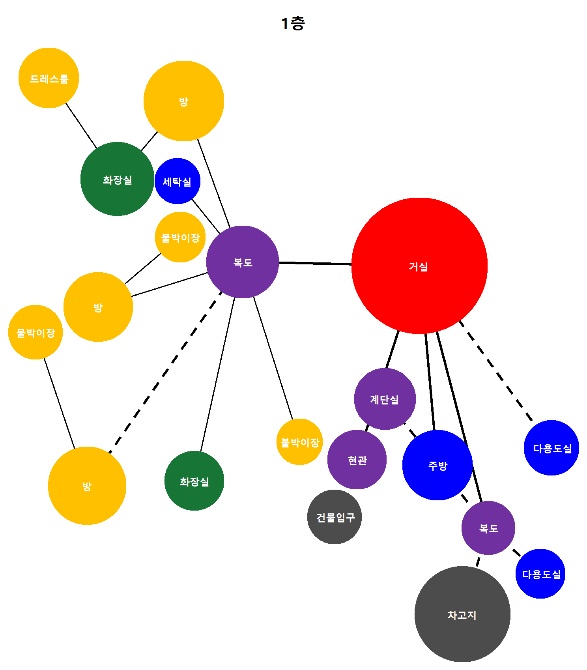 1층
드레스룸
방
화장실
세탁실
붙박이장
복도
거실
방
붙박이장
계단실
붙박이장
현관
주방
다용도실
방
화장실
건물입구
복도
다용도실
차고지